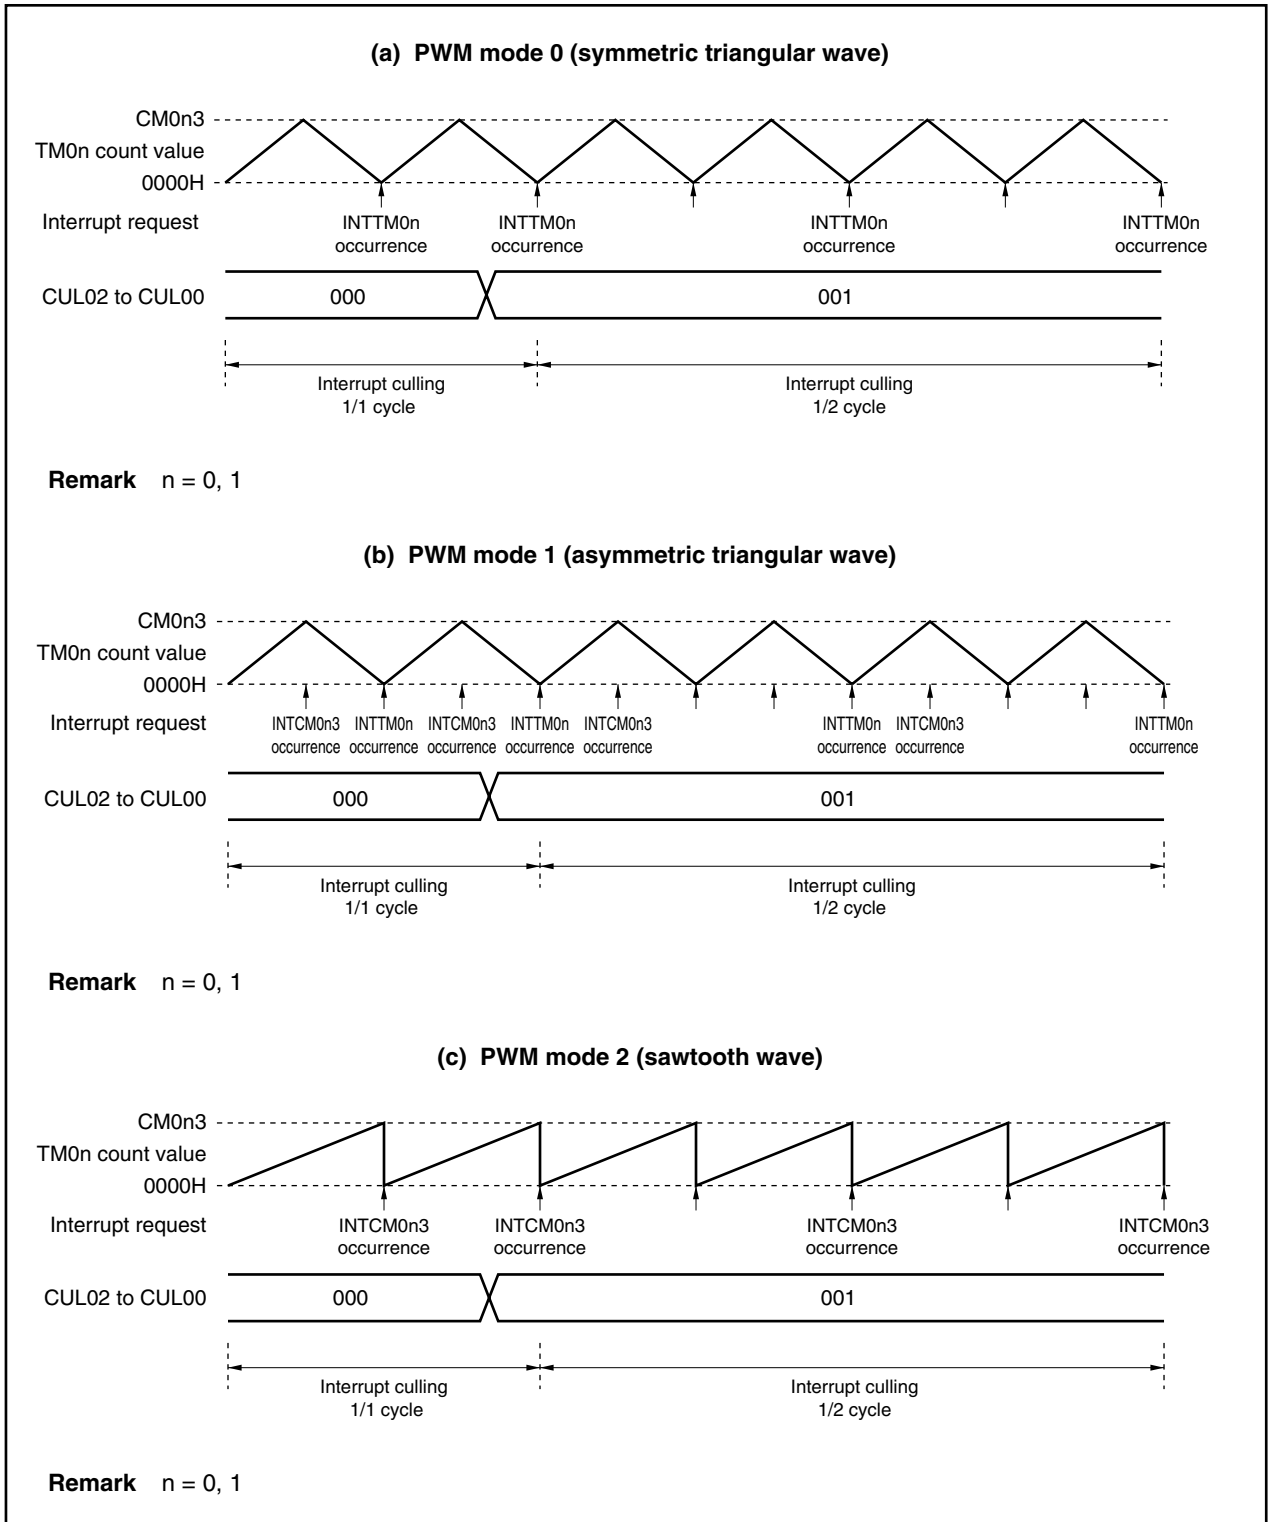 (a) PWM mode 0 (symmetric triangular wave)
CM0n3
TM0n count value
0000H
Interrupt request
INTTM0n occurrence
INTTM0n occurrence
INTTM0n occurrence
INTTM0n occurrence
CUL02 to CUL00
000
001
Interrupt culling 1/1 cycle
Interrupt culling 1/2 cycle
Remark n = 0, 1
(b) PWM mode 1 (asymmetric triangular wave)
CM0n3
TM0n count value
0000H
Interrupt request
INTCM0n3 occurrence
INTTM0n occurrence
INTCM0n3 occurrence
INTTM0n occurrence
INTCM0n3 occurrence
INTTM0n occurrence
INTCM0n3 occurrence
INTTM0n occurrence
CUL02 to CUL00
000
001
Interrupt culling 1/1 cycle
Interrupt culling 1/2 cycle
Remark n = 0, 1
(c) PWM mode 2 (sawtooth wave)
CM0n3
TM0n count value
0000H
Interrupt request
INTCM0n3 occurrence
INTCM0n3 occurrence
INTCM0n3 occurrence
INTCM0n3 occurrence
CUL02 to CUL00
000
001
Interrupt culling 1/1 cycle
Interrupt culling 1/2 cycle
Remark n = 0, 1